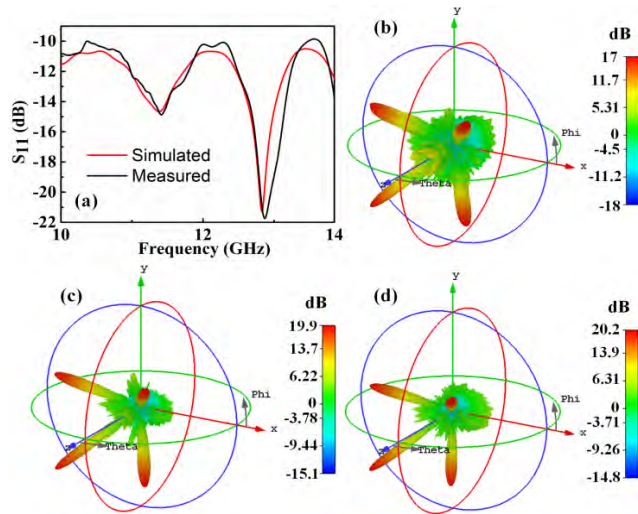 -10
-12
-14
-16
-18
-20
-22
S11 (dB)
Simulated
Measured
(a)
10
11
12
13
14
Frequency (GHz)
(b)
y
dB
17
11.7
5.31
0
-4.5
-11.2
-18
Phi
x
z
Theta
(c)
y
dB
19.9
13.7
6.22
0
-3.78
-9.44
-15.1
Phi
x
z
Theta
(d)
y
dB
20.2
13.9
6.31
0
-3.71
-9.26
-14.8
Phi
x
z
Theta